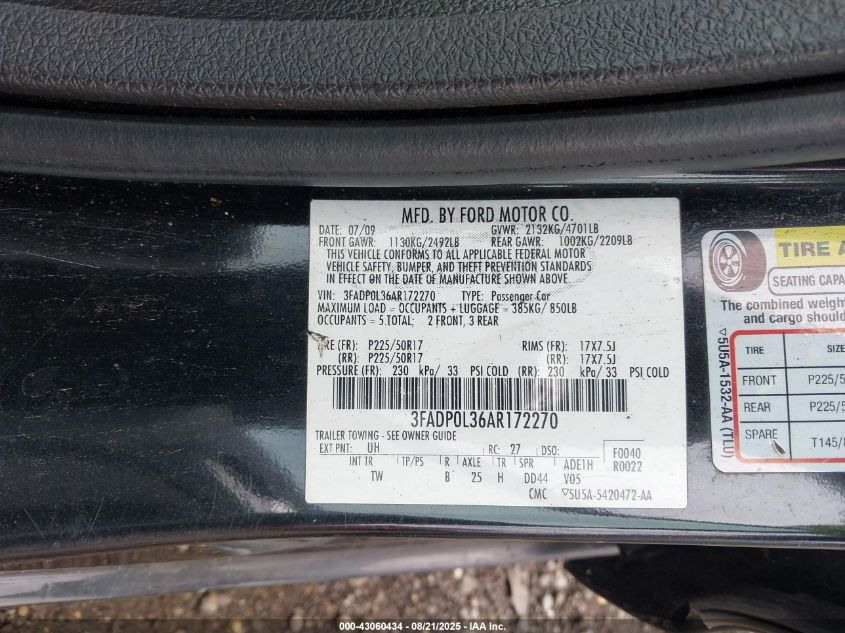 MFD. BY FORD MOTOR CO.
DATE: 07/09 GVWR: 2132KG/4701LB
FRONT GAWR: 1130KG/2492LB REAR GAWR: 1002KG/2209LB
THIS VEHICLE CONFORMS TO ALL APPLICABLE FEDERAL MOTOR
VEHICLE SAFETY, BUMPER, AND THEFT PREVENTION STANDARDS
IN EFFECT ON THE DATE OF MANUFACTURE SHOWN ABOVE.
VIN: 3FADP0L36AR172270 TYPE: Passenger Car
MAXIMUM LOAD = OCCUPANTS + LUGGAGE = 385KG/ 850LB
OCCUPANTS = 5 TOTAL; 2 FRONT, 3 REAR
TIRE (FR): P225/50R17 RIMS (FR): 17X7.5J
(RR): P225/50R17 (RR): 17X7.5J
PRESSURE (FR): 230 kPa/ 33 PSI COLD (RR): 230 kPa/ 33 PSI COLD
3FADP0L36AR172270
TRAILER TOWING - SEE OWNER GUIDE
EXT PNT: UH RC: 27 DSO: F0040
INT TR TP/PS R AXLE TR SPR ADE1H R0022
TW B 25 H DD44 V05
CMC 5U5A-5420472-AA
TIRE A
SEATING CAPA
The combined weight
and cargo should
TIRE SIZE
FRONT P225/5
REAR P225/5
SPARE T145/8
5U5A-1532-AA (TL0)
000-43060434 - 08/21/2025 - IAA Inc.